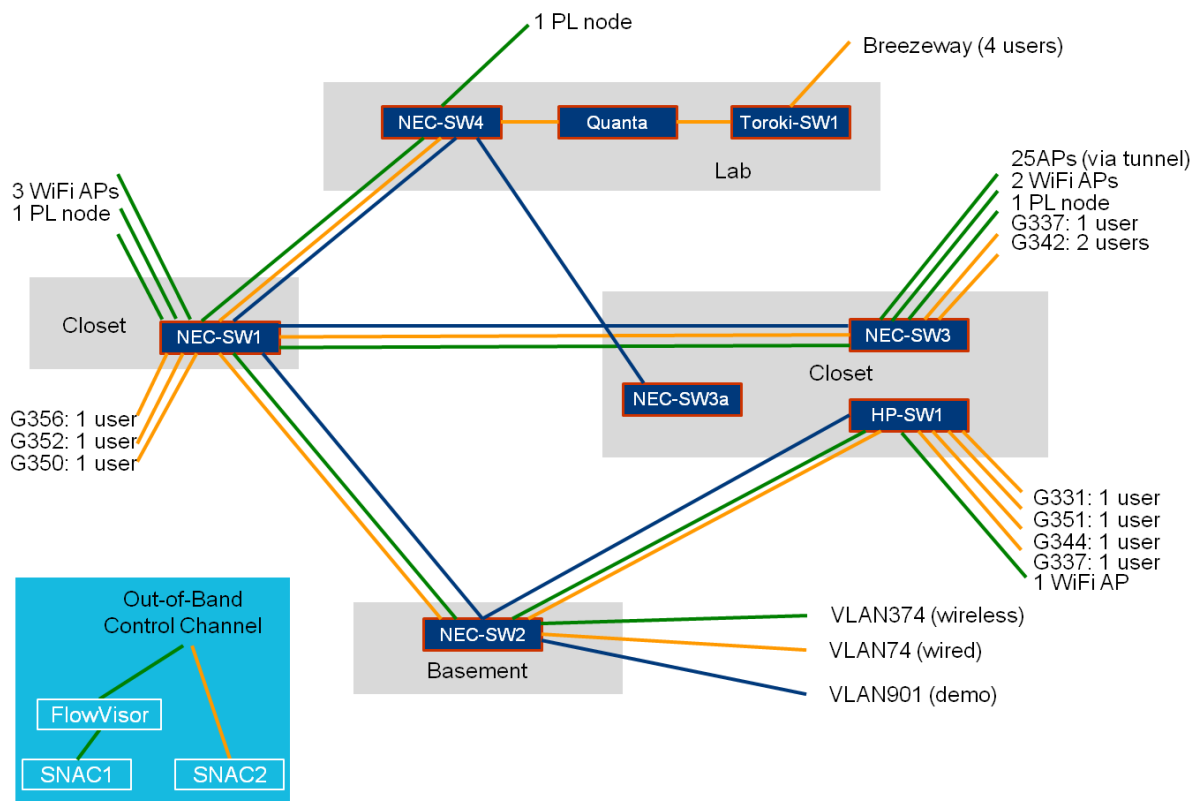 1 PL node
Breezeway (4 users)
NEC-SW4
Quanta
Toroki-SW1
Lab
3 WiFi APs
1 PL node
25APs (via tunnel)
2 WiFi APs
1 PL node
G337: 1 user
G342: 2 users
Closet
NEC-SW1
NEC-SW3
Closet
NEC-SW3a
HP-SW1
G356: 1 user
G352: 1 user
G350: 1 user
G331: 1 user
G351: 1 user
G344: 1 user
G337: 1 user
1 WiFi AP
Out-of-Band
Control Channel
FlowVisor
SNAC1
SNAC2
NEC-SW2
Basement
VLAN374 (wireless)
VLAN74 (wired)
VLAN901 (demo)